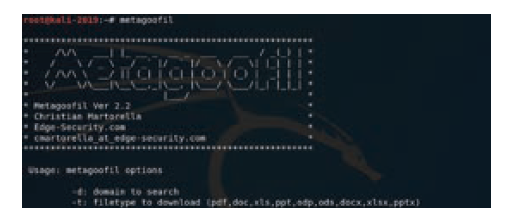 root@kali-2019:~# metagoofil
******************************************************
* Metagoofil *
* Metagoofil Ver 2.2 *
* Christian Martorella *
* Edge-Security.com *
* cmartorella_at_edge-security.com *
******************************************************
Usage: metagoofil options
-d: domain to search
-t: filetype to download (pdf,doc,xls,ppt,odp,ods,docx,xlsx,pptx)